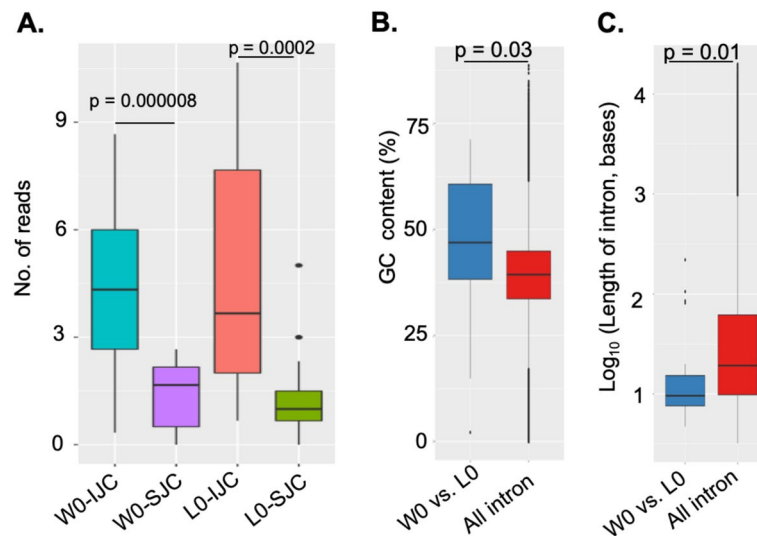 A.
B.
C.
p = 0.000008
p = 0.0002
p = 0.03
p = 0.01
No. of reads
9
6
3
0
W0-IJC
W0-SJC
L0-IJC
L0-SJC
GC content (%)
75
50
25
0
W0 vs. L0
All intron
Log₁₀ (Length of intron, bases)
4
3
2
1
W0 vs. L0
All intron